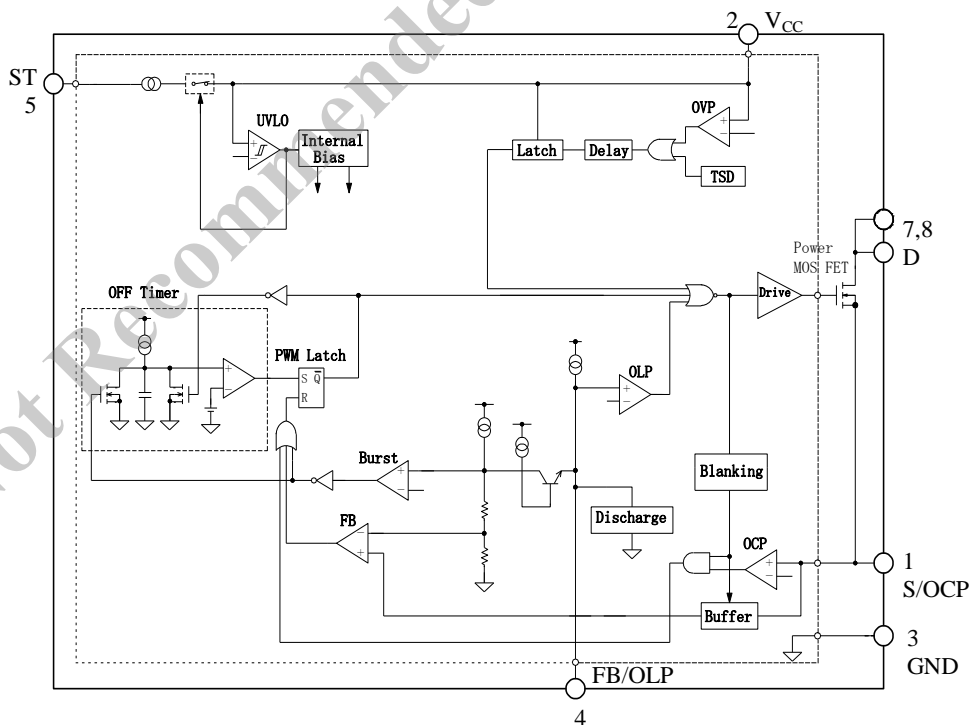 Not Recommended
2 VCC
ST
5
UVLO
Internal
Bias
OVP
Latch
Delay
TSD
7,8
D
Power
MOS FET
OFF Timer
Drive
PWM Latch
S Q
R
OLP
Burst
Blanking
FB
Discharge
OCP
1
S/OCP
Buffer
3
GND
FB/OLP
4